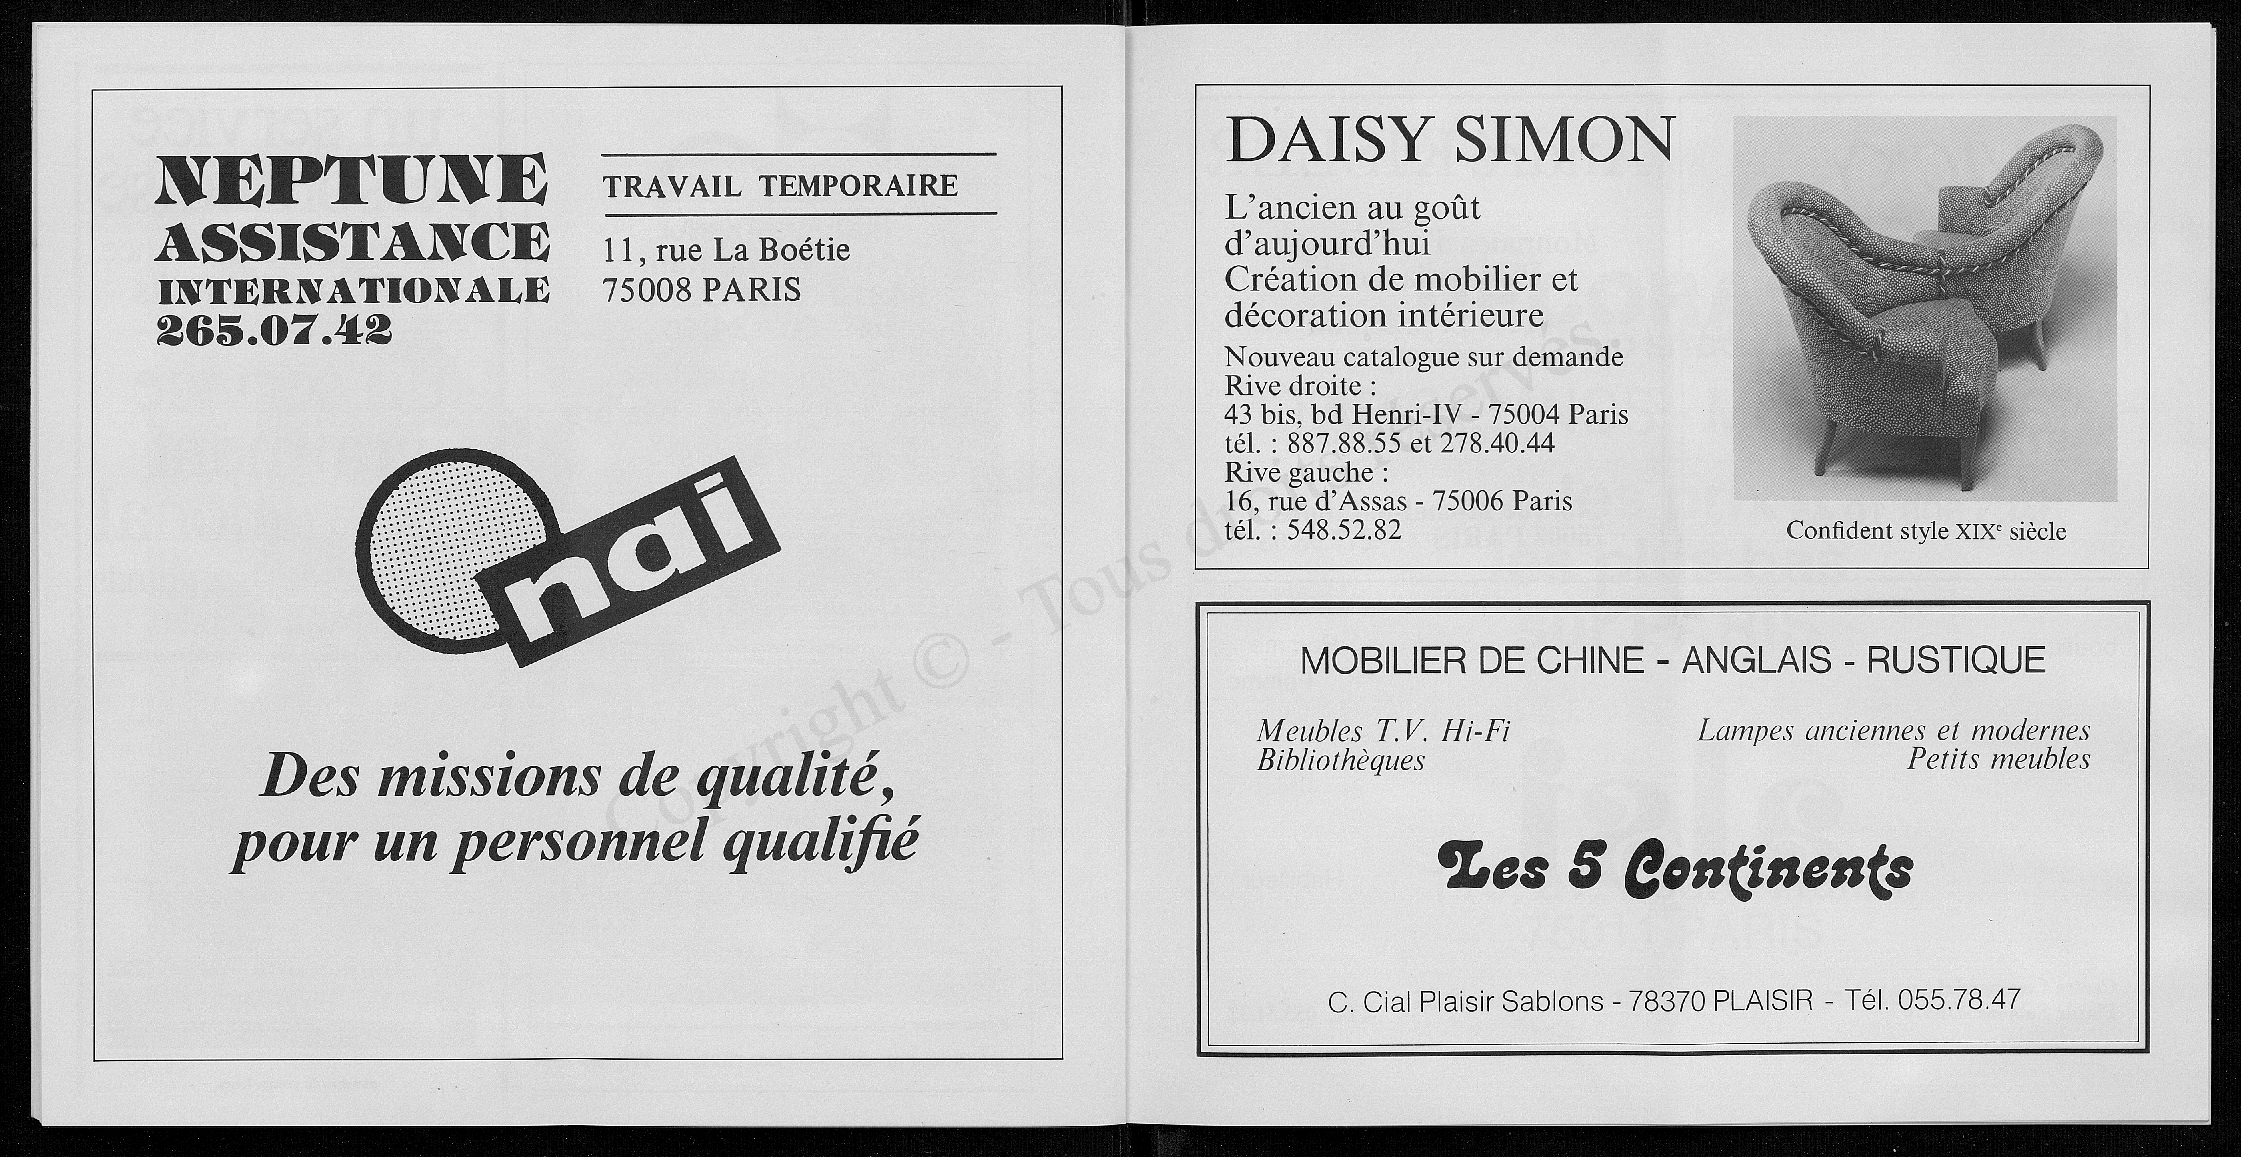 NEPTUNE
ASSISTANCE
INTERNATIONALE
265.07.42
TRAVAIL TEMPORAIRE
11, rue La Boétie
75008 PARIS
nai
Des missions de qualité,
pour un personnel qualifié
DAISY SIMON
L'ancien au goût
d'aujourd'hui
Création de mobilier et
décoration intérieure
Nouveau catalogue sur demande
Rive droite :
43 bis, bd Henri-IV - 75004 Paris
tél. : 887.88.55 et 278.40.44
Rive gauche :
16, rue d'Assas - 75006 Paris
tél. : 548.52.82
Confident style XIXe siècle
MOBILIER DE CHINE - ANGLAIS - RUSTIQUE
Meubles T.V. Hi-Fi
Bibliothèques
Lampes anciennes et modernes
Petits meubles
Les 5 Continents
C. Cial Plaisir Sablons - 78370 PLAISIR - Tél. 055.78.47
Copyright © - Tous droits réservés.